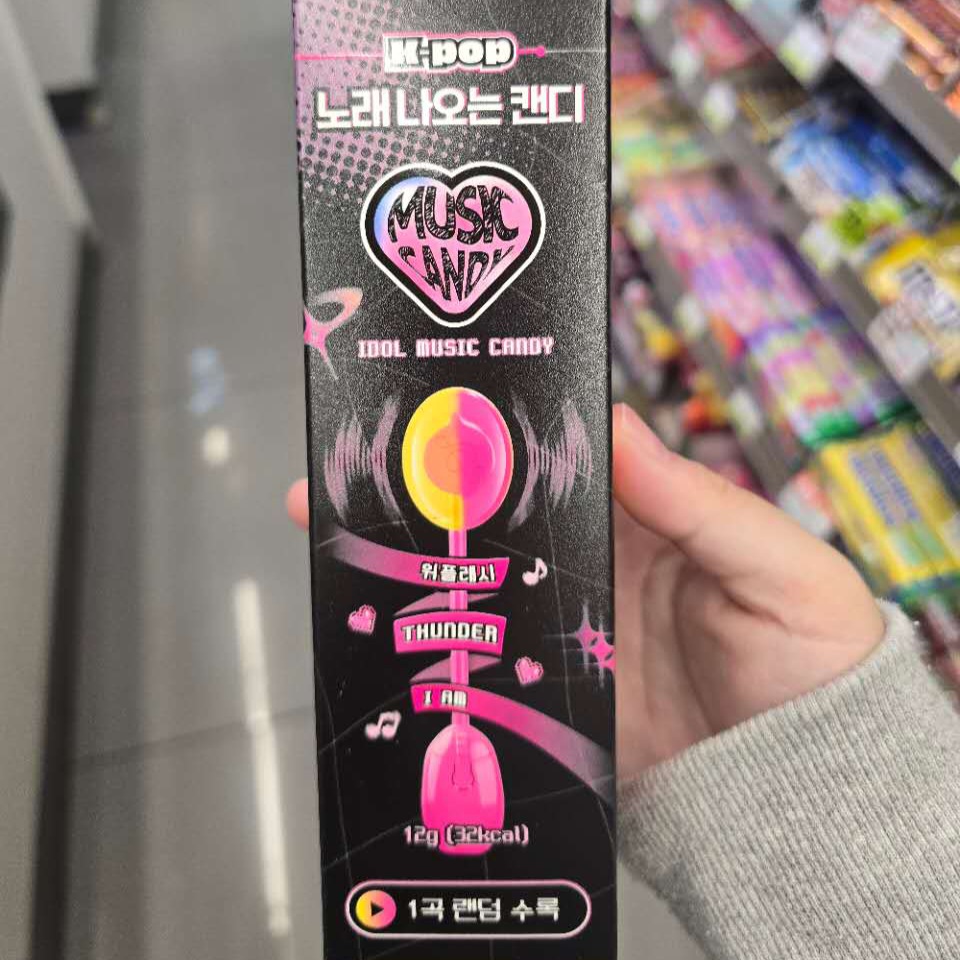 K-pop
노래 나오는 캔디
MUSIC
CANDY
IDOL MUSIC CANDY
위플래시
THUNDER
I AM
12g (32kcal)
1곡 랜덤 수록